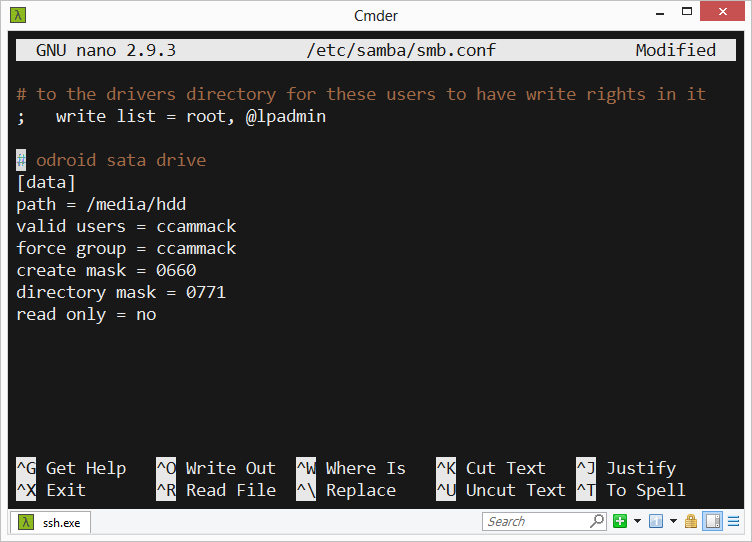 Cmder
GNU nano 2.9.3 /etc/samba/smb.conf Modified
# to the drivers directory for these users to have write rights in it
;   write list = root, @lpadmin
# odroid sata drive
[data]
path = /media/hdd
valid users = ccammack
force group = ccammack
create mask = 0660
directory mask = 0771
read only = no
^G Get Help ^O Write Out ^W Where Is ^K Cut Text ^J Justify
^X Exit ^R Read File ^\ Replace ^U Uncut Text ^T To Spell
λ ssh.exe Search